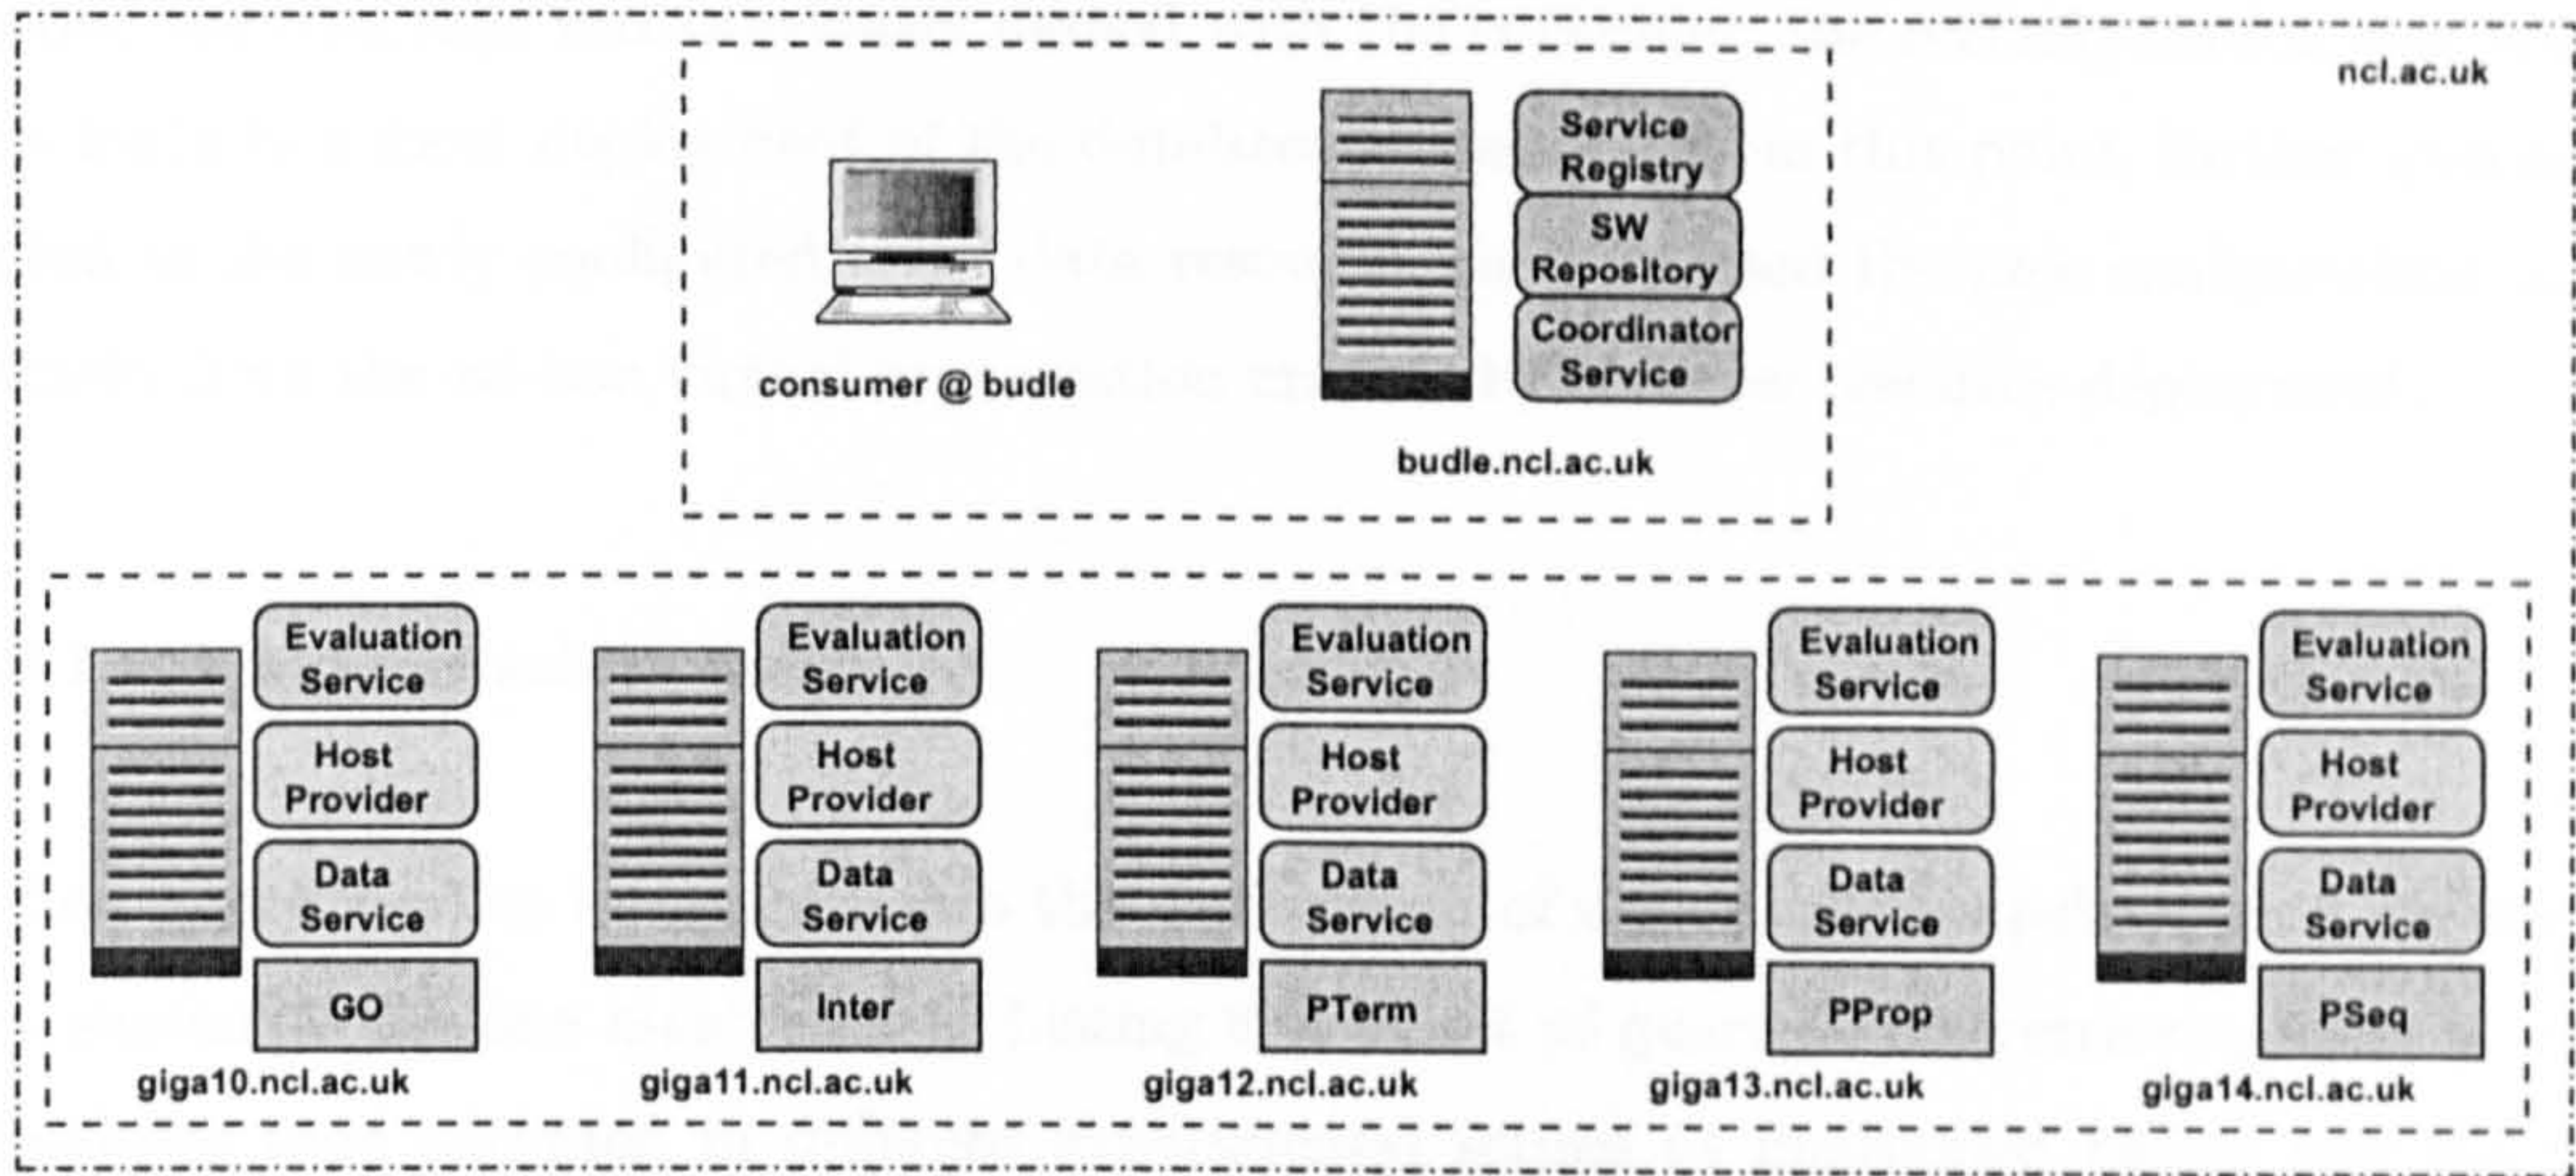 ncl.ac.uk
Service
Registry
SW
Repository
Coordinator
Service
consumer @ budle
budle.ncl.ac.uk
Evaluation
Service
Host
Provider
Data
Service
GO
giga10.ncl.ac.uk
Evaluation
Service
Host
Provider
Data
Service
Inter
giga11.ncl.ac.uk
Evaluation
Service
Host
Provider
Data
Service
PTerm
giga12.ncl.ac.uk
Evaluation
Service
Host
Provider
Data
Service
PProp
giga13.ncl.ac.uk
Evaluation
Service
Host
Provider
Data
Service
PSeq
giga14.ncl.ac.uk